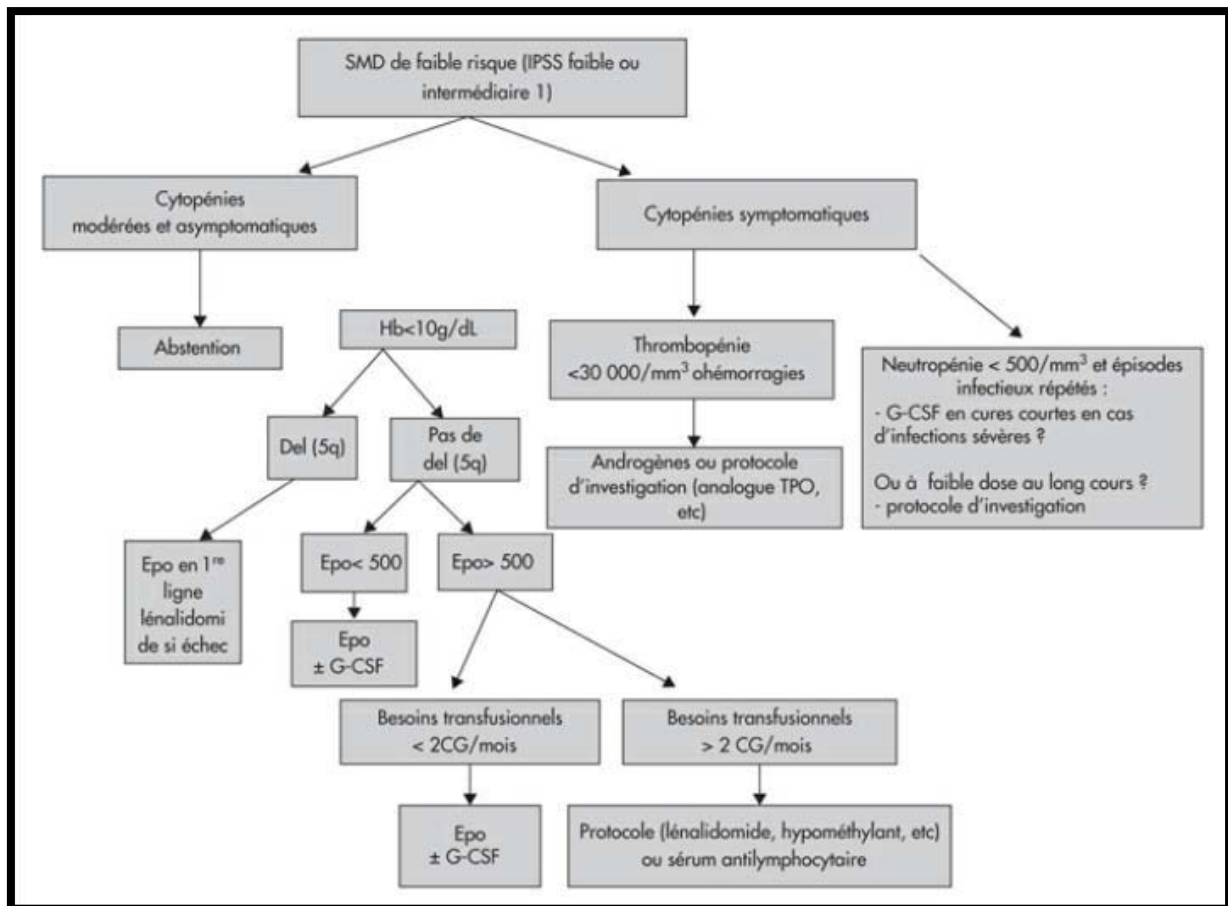 SMD de faible risque (IPSS faible ou
intermédiaire 1)
Cytopénies
modérées et asymptomatiques
Cytopénies symptomatiques
Abstention
Hb<10g/dL
Thrombopénie
<30 000/mm³ ohémorragies
Neutropénie < 500/mm³ et épisodes
infectieux répétés :
- G-CSF en cures courtes en cas
d'infections sévères ?
Ou à faible dose au long cours ?
- protocole d'investigation
Del (5q)
Pas de
del (5q)
Androgènes ou protocole
d'investigation (analogue TPO,
etc)
Epo en 1re
ligne
lénalidomi
de si échec
Epo< 500
Epo> 500
Epo
± G-CSF
Besoins transfusionnels
< 2CG/mois
Besoins transfusionnels
> 2 CG/mois
Epo
± G-CSF
Protocole (lénalidomide, hypométhylant, etc)
ou sérum antilymphocytaire